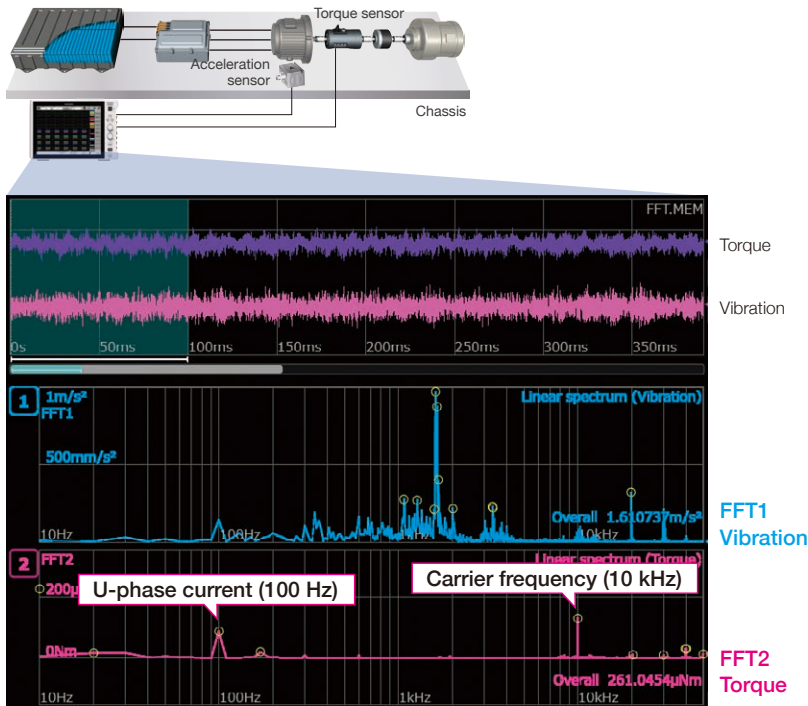 Torque sensor
Acceleration
sensor
Chassis
FFT.MEM
Torque
Vibration
0s 50ms 100ms 150ms 200ms 250ms 300ms 350ms
1 1m/s² Linear spectrum (Vibration)
FFT1
500mm/s²
FFT1
Vibration
Overall 1.610737m/s²
10Hz 100Hz 1kHz 10kHz
2 FFT2 Linear spectrum (Torque)
U-phase current (100 Hz)
Carrier frequency (10 kHz)
0Nm
FFT2
Torque
Overall 261.0454μNm
10Hz 100Hz 1kHz 10kHz